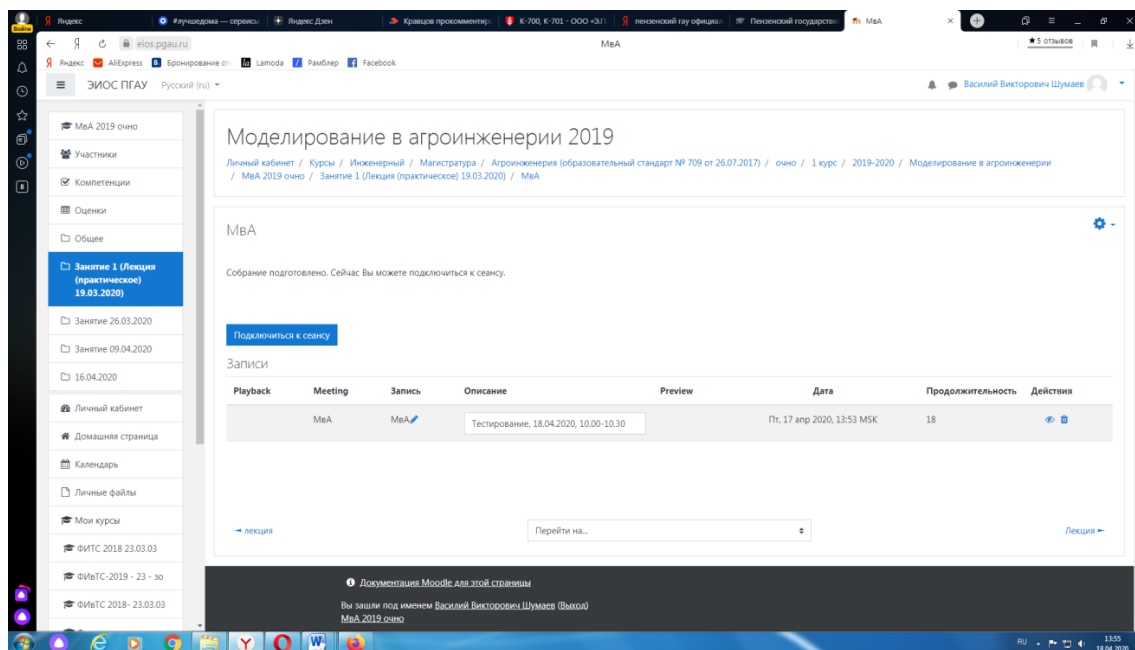 Войти
Яндекс
#лучшедома — сервисы
Яндекс Дзен
Кравцов прокомментиро
К-700, К-701 - ООО «З.П.
пензенский гау официал
Пензенский государстве
МвА
eios.pgau.ru
МвА
★5 отзывов
Яндекс
AliExpress
Бронирование оте
Lamoda
Рамблер
Facebook
ЭИОС ПГАУ
Русский (ru)
Василий Викторович Шумаев
МвА 2019 очно
Участники
Компетенции
Оценки
Общее
Занятие 1 (Лекция
(практическое)
19.03.2020)
Занятие 26.03.2020
Занятие 09.04.2020
16.04.2020
Личный кабинет
Домашняя страница
Календарь
Личные файлы
Мои курсы
ФИТС 2018 23.03.03
ФИвТС-2019 - 23 - зо
ФИвТС 2018- 23.03.03
Моделирование в агроинженерии 2019
Личный кабинет / Курсы / Инженерный / Магистратура / Агроинженерия (образовательный стандарт № 709 от 26.07.2017) / очно / 1 курс / 2019-2020 / Моделирование в агроинженерии
/ МвА 2019 очно / Занятие 1 (Лекция (практическое) 19.03.2020) / МвА
МвА
Собрание подготовлено. Сейчас Вы можете подключиться к сеансу.
Подключиться к сеансу
Записи
Playback Meeting Запись Описание Preview Дата Продолжительность Действия
МвА МвА Тестирование, 18.04.2020, 10.00-10.30 Пт, 17 апр 2020, 13:53 MSK 18
◄ лекция
Перейти на...
Лекция ►
Документация Moodle для этой страницы
Вы зашли под именем Василий Викторович Шумаев (Выход)
МвА 2019 очно
RU
13:55
18.04.2020